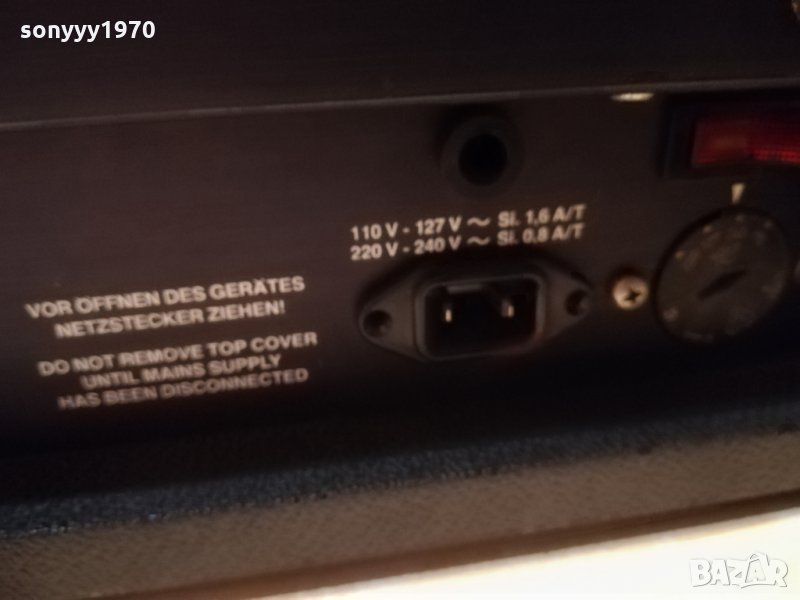 sonyyy1970
110 V - 127 V ~ Si. 1,6 A/T
220 V - 240 V ~ Si. 0,8 A/T
VOR ÖFFNEN DES GERÄTES
NETZSTECKER ZIEHEN!
DO NOT REMOVE TOP COVER
UNTIL MAINS SUPPLY
HAS BEEN DISCONNECTED
BAZÁR